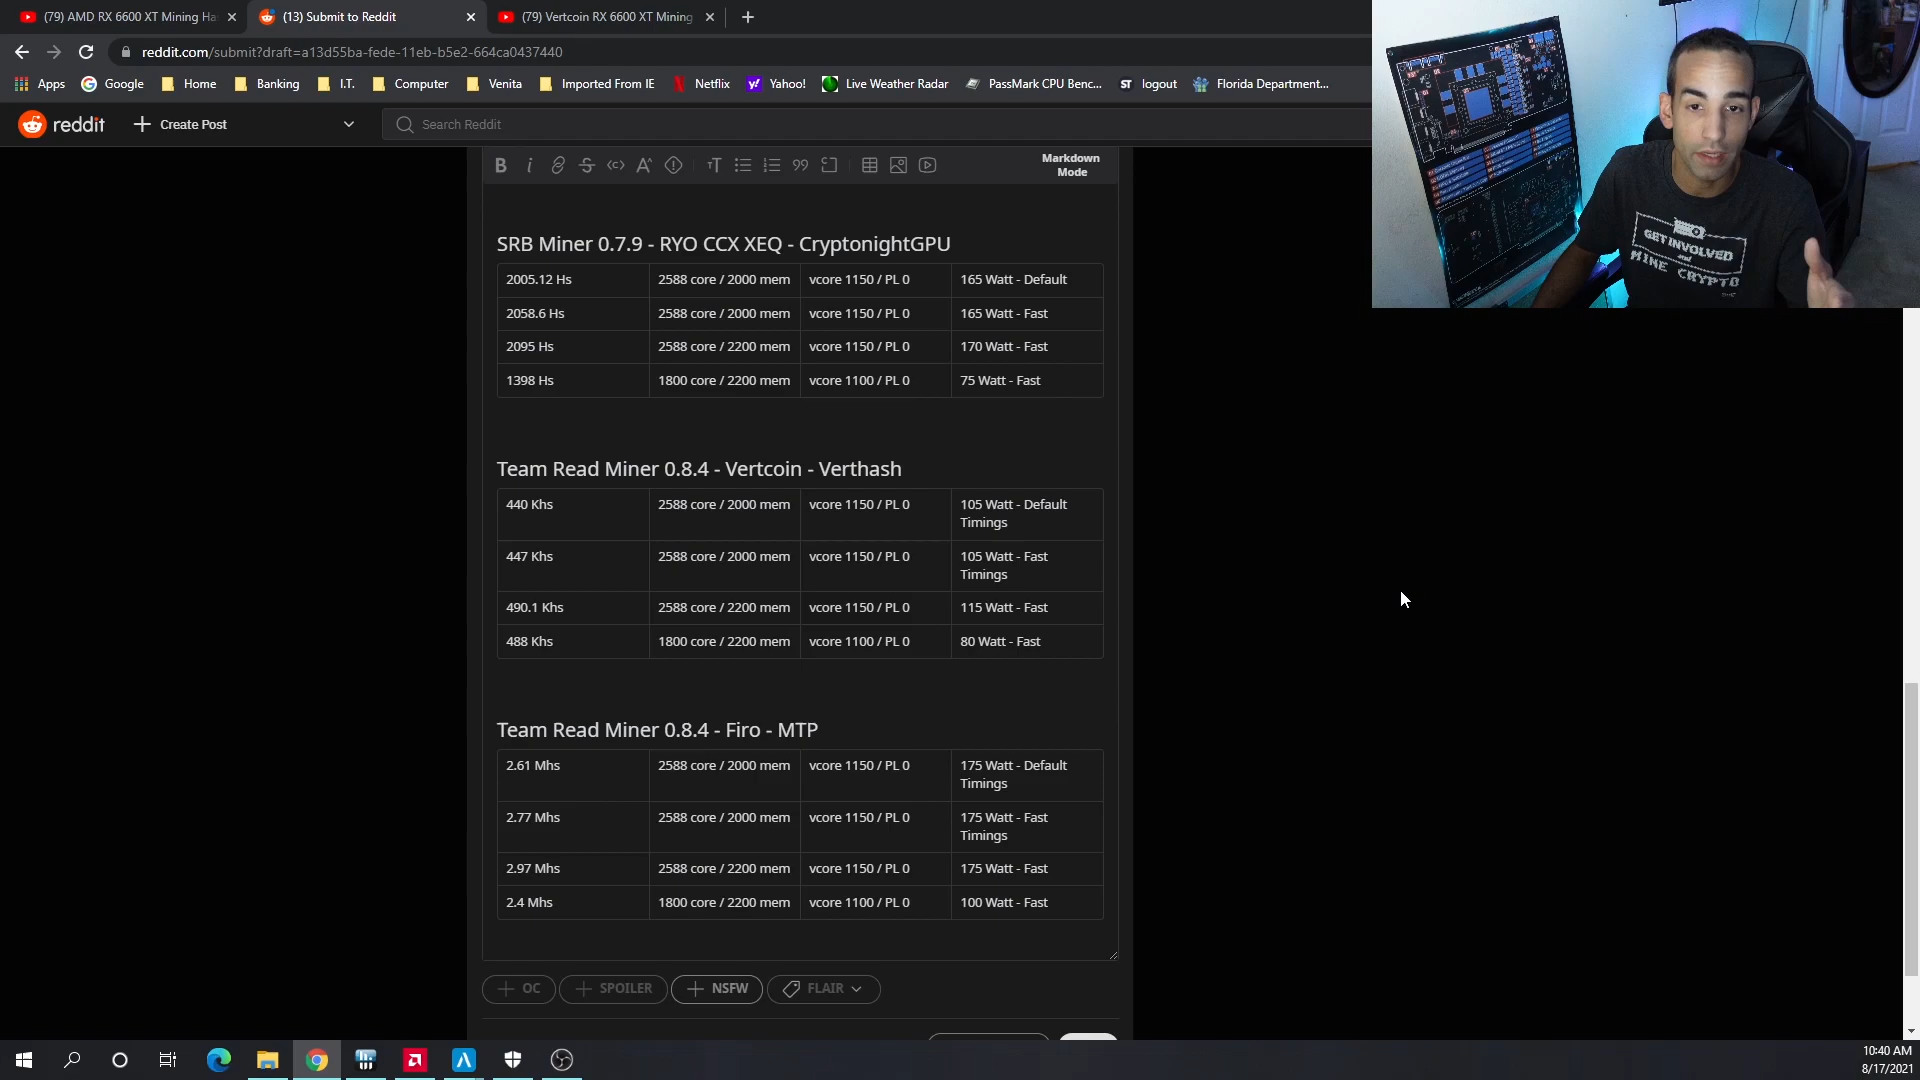 (79) AMD RX 6600 XT Mining Ha
(13) Submit to Reddit
(79) Vertcoin RX 6600 XT Mining
reddit.com/submit?draft=a13d55ba-fede-11eb-b5e2-664ca0437440
Apps
Google
Home
Banking
I.T.
Computer
Venita
Imported From IE
Netflix
Yahoo!
Live Weather Radar
PassMark CPU Benc...
ST logout
Florida Department...
reddit
Create Post
Search Reddit
Markdown
Mode
GET INVOLVED
and
MINE CRYPTO
SRB Miner 0.7.9 - RYO CCX XEQ - CryptonightGPU
2005.12 Hs 2588 core / 2000 mem vcore 1150 / PL 0 165 Watt - Default
2058.6 Hs 2588 core / 2000 mem vcore 1150 / PL 0 165 Watt - Fast
2095 Hs 2588 core / 2200 mem vcore 1150 / PL 0 170 Watt - Fast
1398 Hs 1800 core / 2200 mem vcore 1100 / PL 0 75 Watt - Fast
Team Read Miner 0.8.4 - Vertcoin - Verthash
440 Khs 2588 core / 2000 mem vcore 1150 / PL 0 105 Watt - Default
Timings
447 Khs 2588 core / 2000 mem vcore 1150 / PL 0 105 Watt - Fast
Timings
490.1 Khs 2588 core / 2200 mem vcore 1150 / PL 0 115 Watt - Fast
488 Khs 1800 core / 2200 mem vcore 1100 / PL 0 80 Watt - Fast
Team Read Miner 0.8.4 - Firo - MTP
2.61 Mhs 2588 core / 2000 mem vcore 1150 / PL 0 175 Watt - Default
Timings
2.77 Mhs 2588 core / 2000 mem vcore 1150 / PL 0 175 Watt - Fast
Timings
2.97 Mhs 2588 core / 2200 mem vcore 1150 / PL 0 175 Watt - Fast
2.4 Mhs 1800 core / 2200 mem vcore 1100 / PL 0 100 Watt - Fast
OC
SPOILER
NSFW
FLAIR
10:40 AM
8/17/2021